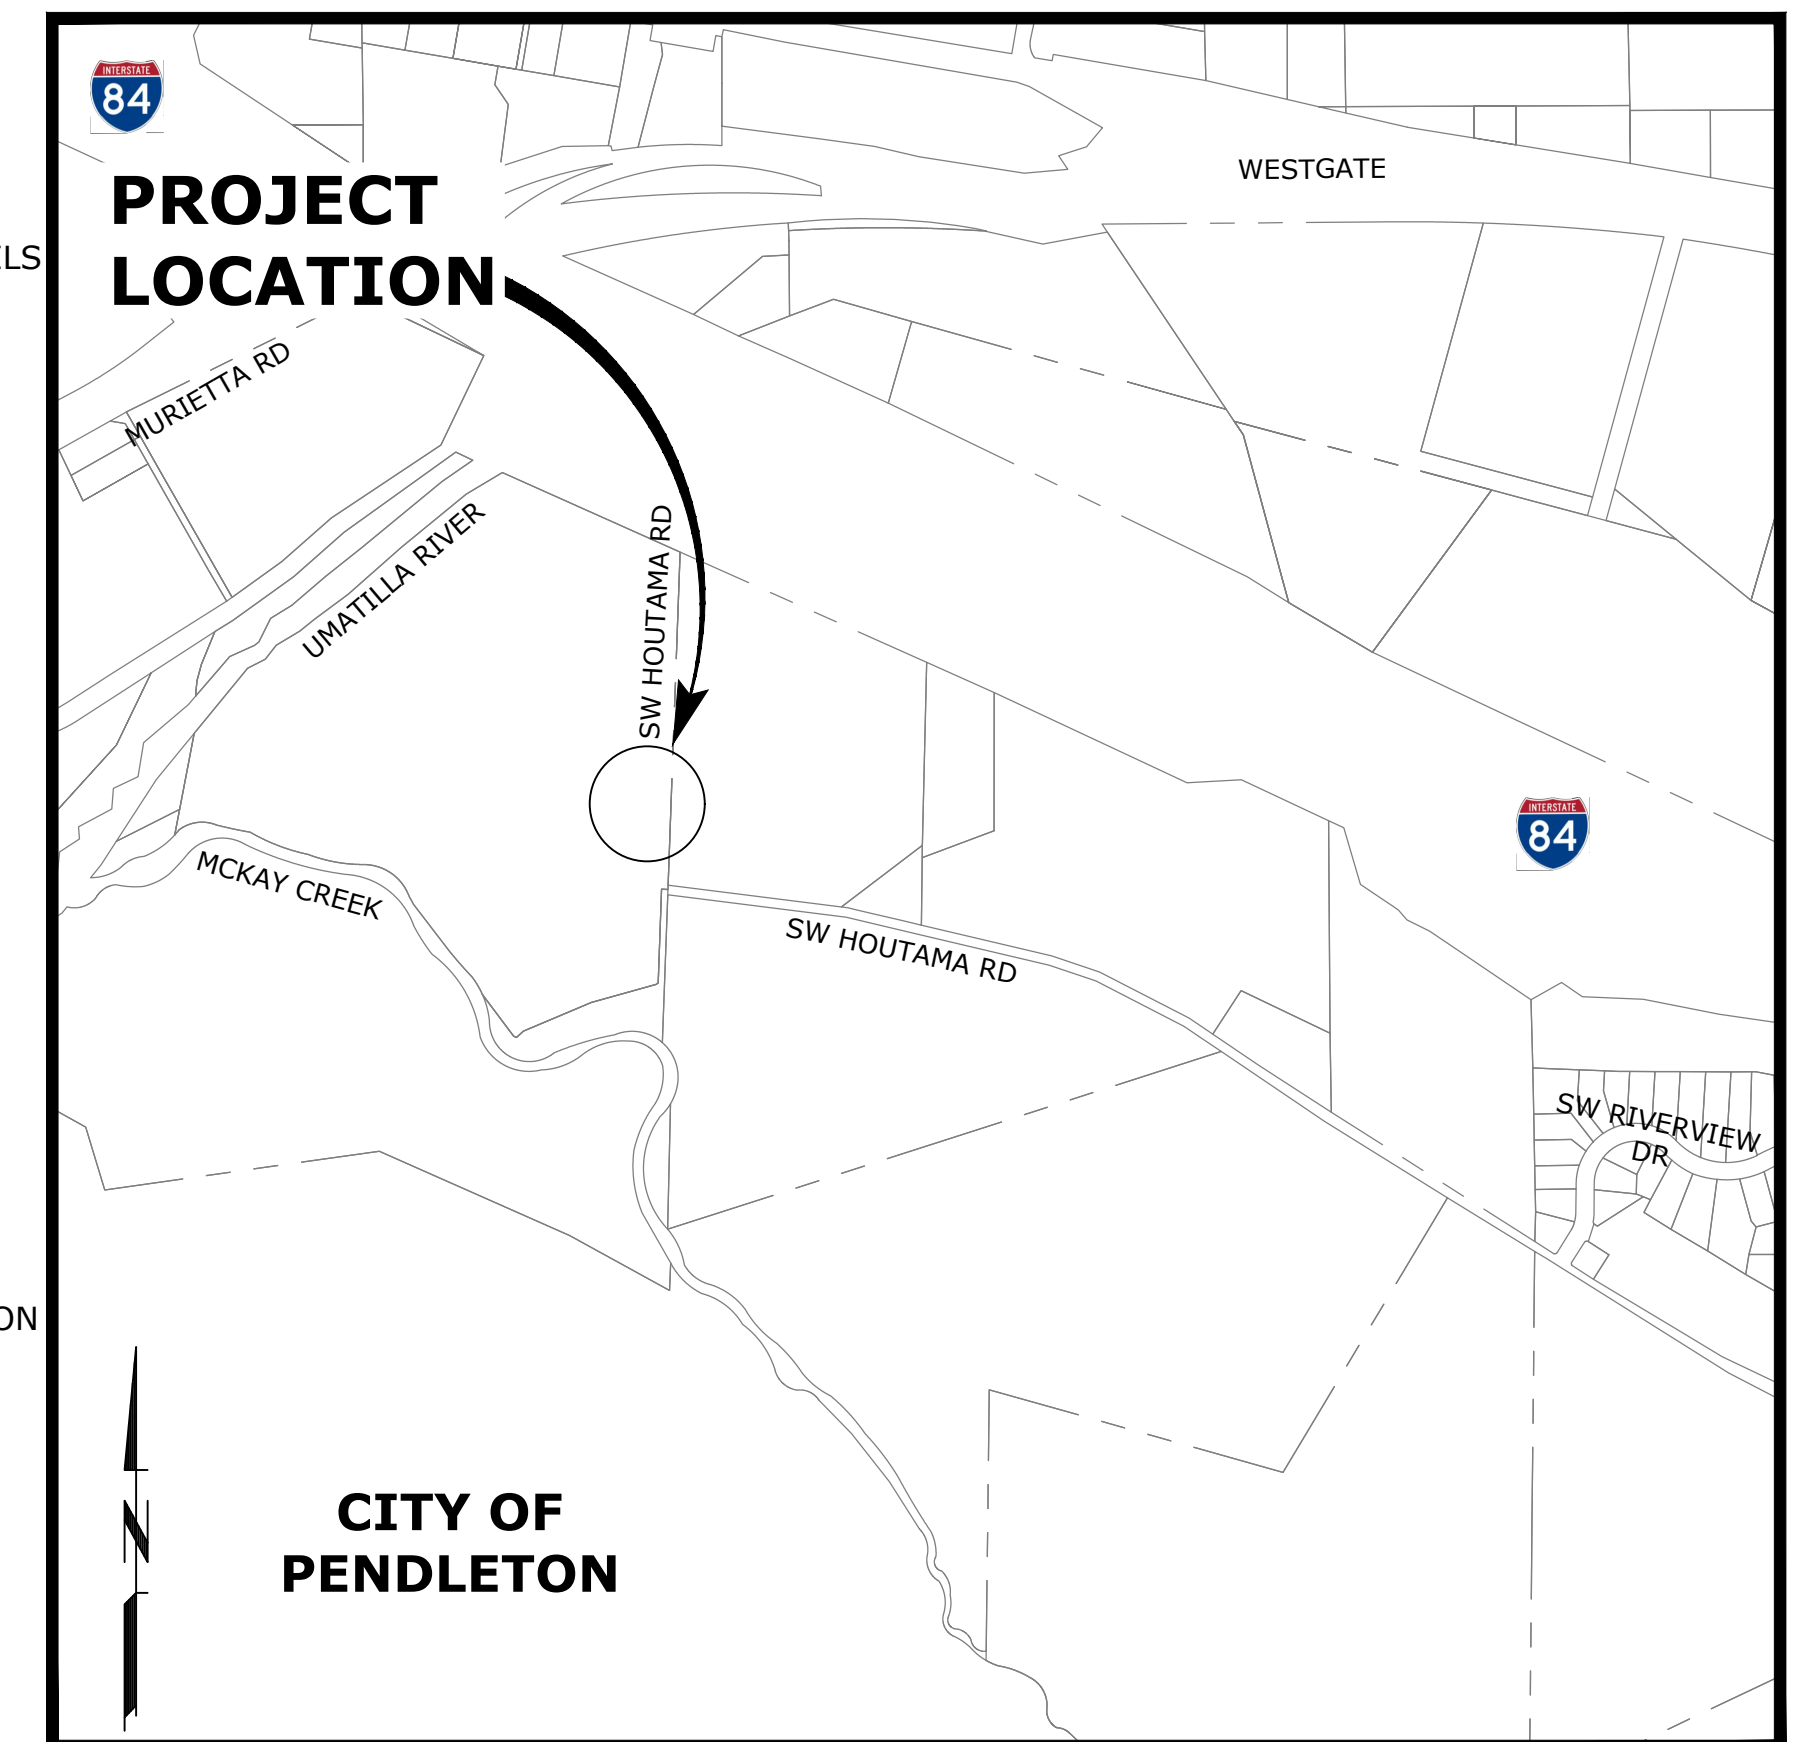 INTERSTATE
84
WESTGATE
PROJECT
LOCATION
MURIETTA RD
UMATILLA RIVER
SW HOUTAMA RD
INTERSTATE
84
MCKAY CREEK
SW HOUTAMA RD
SW RIVERVIEW
DR
N
CITY OF
PENDLETON